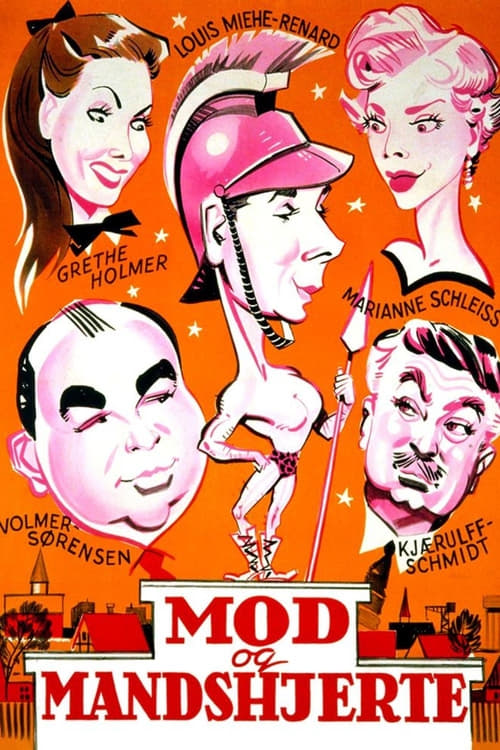 LOUIS MIEHE-RENARD
GRETHE
HOLMER
MARIANNE SCHLEISS
VOLMER-
SØRENSEN
KJÆRULFF-
SCHMIDT
MOD
og
MANDSHJERTE